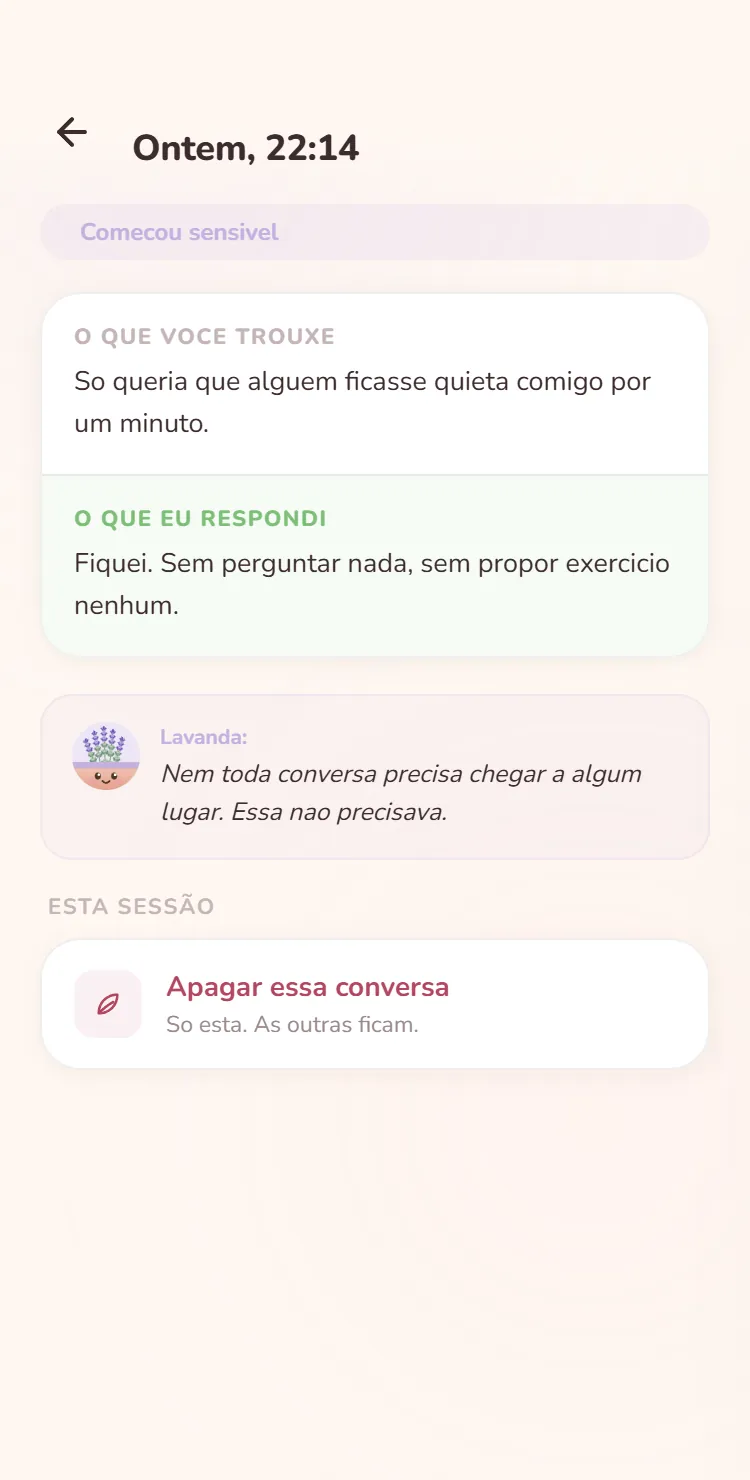 Ontem, 22:14
Comecou sensivel
O QUE VOCE TROUXE
So queria que alguem ficasse quieta comigo por
um minuto.
O QUE EU RESPONDI
Fiquei. Sem perguntar nada, sem propor exercicio
nenhum.
Lavanda:
Nem toda conversa precisa chegar a algum
lugar. Essa nao precisava.
ESTA SESSÃO
Apagar essa conversa
So esta. As outras ficam.